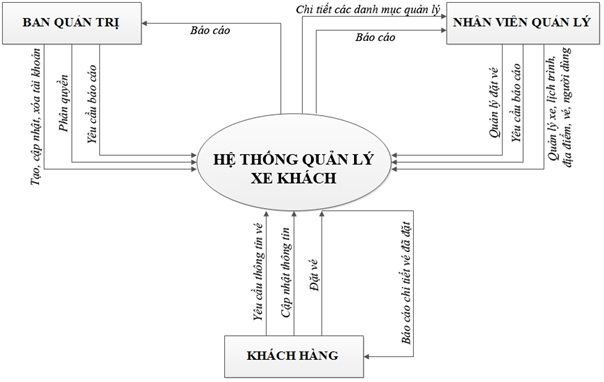 BAN QUẢN TRỊ
Báo cáo
Chi tiết các danh mục quản lý
Báo cáo
NHÂN VIÊN QUẢN LÝ
Tạo, cập nhật, xóa tài khoản
Phân quyền
Yêu cầu báo cáo
Quản lý đặt vé
Yêu cầu báo cáo
Quản lý xe, lịch trình,
địa điểm, vé, người dùng
HỆ THỐNG QUẢN LÝ
XE KHÁCH
Yêu cầu thông tin vé
Cập nhật thông tin
Đặt vé
Báo cáo chi tiết vé đã đặt
KHÁCH HÀNG